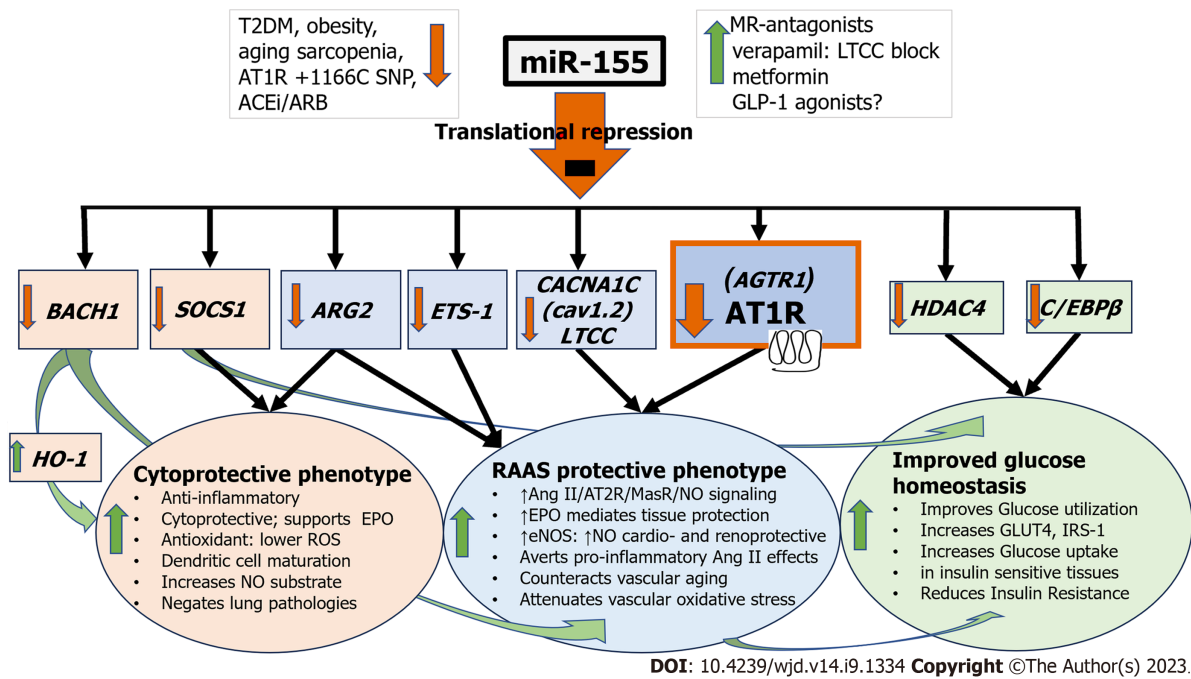 T2DM, obesity,
aging sarcopenia,
AT1R +1166C SNP,
ACEi/ARB
miR-155
MR-antagonists
verapamil: LTCC block
metformin
GLP-1 agonists?
Translational repression
BACH1
SOCS1
ARG2
ETS-1
CACNA1C
(cav1.2)
LTCC
(AGTR1)
AT1R
HDAC4
C/EBPβ
HO-1
Cytoprotective phenotype
• Anti-inflammatory
• Cytoprotective; supports EPO
• Antioxidant: lower ROS
• Dendritic cell maturation
• Increases NO substrate
• Negates lung pathologies
RAAS protective phenotype
• ↑Ang II/AT2R/MasR/NO signaling
• ↑EPO mediates tissue protection
• ↑eNOS: ↑NO cardio- and renoprotective
• Averts pro-inflammatory Ang II effects
• Counteracts vascular aging
• Attenuates vascular oxidative stress
Improved glucose
homeostasis
• Improves Glucose utilization
• Increases GLUT4, IRS-1
• Increases Glucose uptake
• in insulin sensitive tissues
• Reduces Insulin Resistance
DOI: 10.4239/wjd.v14.i9.1334 Copyright ©The Author(s) 2023.